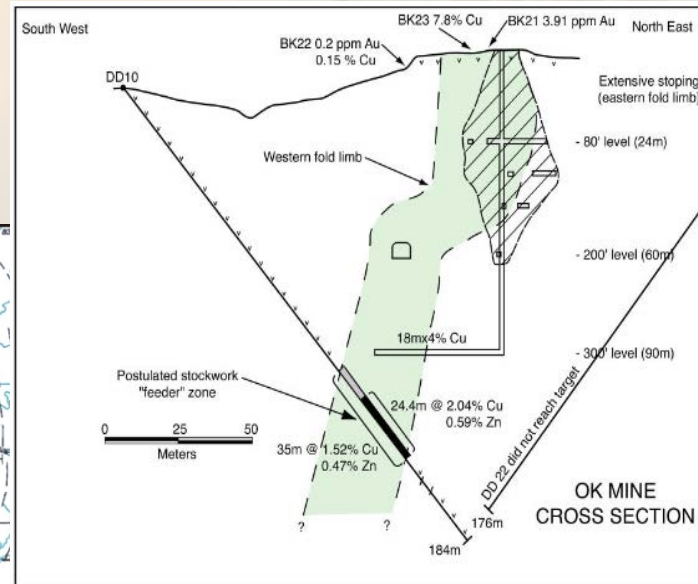 South West
BK23 7.8% Cu
BK21 3.91 ppm Au
North East
BK22 0.2 ppm Au
0.15 % Cu
DD10
Extensive stoping
(eastern fold limb)
- 80' level (24m)
Western fold limb
- 200' level (60m)
18mx4% Cu
- 300' level (90m)
Postulated stockwork
"feeder" zone
24.4m @ 2.04% Cu
0.59% Zn
0 25 50
Meters
35m @ 1.52% Cu
0.47% Zn
DD 22 did not reach target
OK MINE
CROSS SECTION
? ?
176m
184m